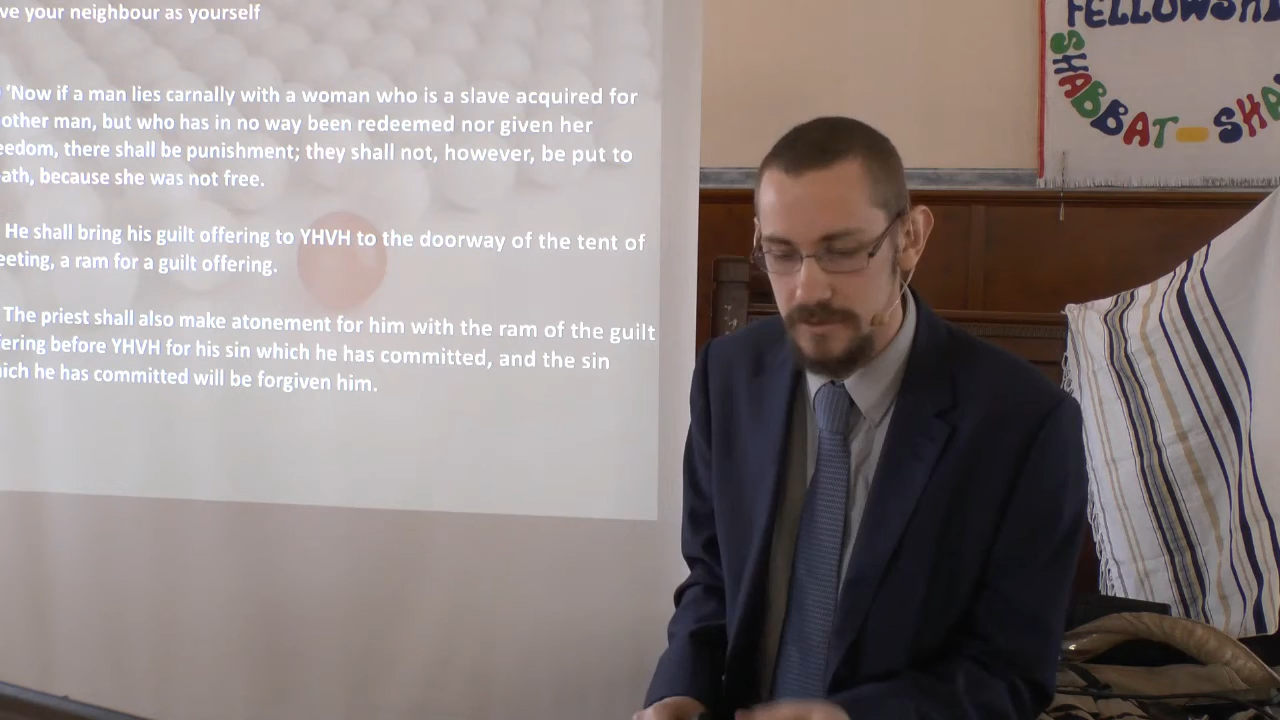 ve your neighbour as yourself
'Now if a man lies carnally with a woman who is a slave acquired for
other man, but who has in no way been redeemed nor given her
eedom, there shall be punishment; they shall not, however, be put to
ath, because she was not free.
He shall bring his guilt offering to YHVH to the doorway of the tent of
eeting, a ram for a guilt offering.
The priest shall also make atonement for him with the ram of the guilt
fering before YHVH for his sin which he has committed, and the sin
ich he has committed will be forgiven him.
FELLOWSHI
SHABBAT-SHA